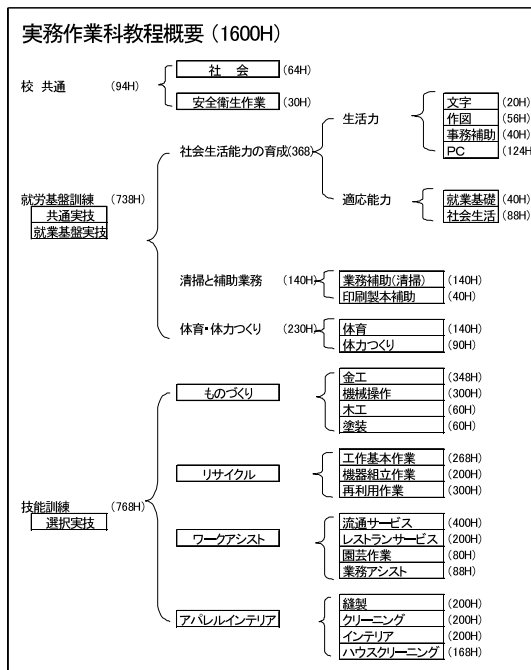 実務作業科教程概要(1600H)
校 共通 (94H)
社 会 (64H)
安全衛生作業 (30H)
就労基盤訓練 (738H)
共通実技
就業基盤実技
社会生活能力の育成(368)
生活力
文字 (20H)
作図 (56H)
事務補助 (40H)
PC (124H
適応能力
就業基礎 (40H)
社会生活 (88H)
清掃と補助業務 (140H)
業務補助(清掃) (140H)
印刷製本補助 (40H)
体育・体力つくり (230H)
体育 (140H)
体力つくり (90H)
技能訓練 (768H)
選択実技
ものづくり
金工 (348H)
機械操作 (300H)
木工 (60H)
塗装 (60H)
リサイクル
工作基本作業 (268H)
機器組立作業 (200H)
再利用作業 (300H)
ワークアシスト
流通サービス (400H)
レストランサービス (200H)
園芸作業 (80H)
業務アシスト (88H)
アパレルインテリア
縫製 (200H)
クリーニング (200H)
インテリア (200H)
ハウスクリーニング (168H)